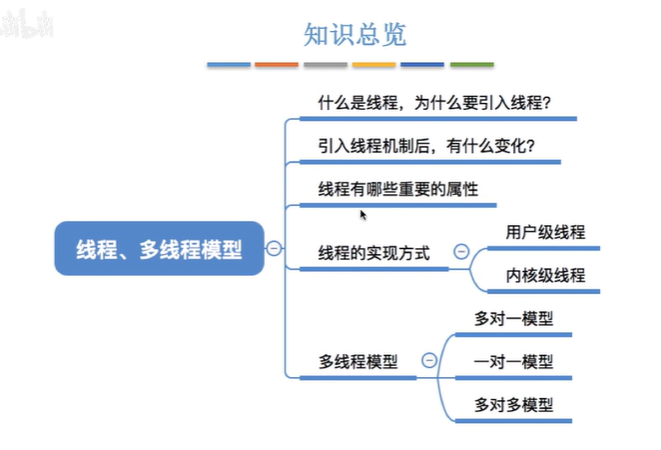 知识总览
什么是线程，为什么要引入线程？
引入线程机制后，有什么变化？
线程有哪些重要的属性
线程、多线程模型
线程的实现方式
用户级线程
内核级线程
多线程模型
多对一模型
一对一模型
多对多模型